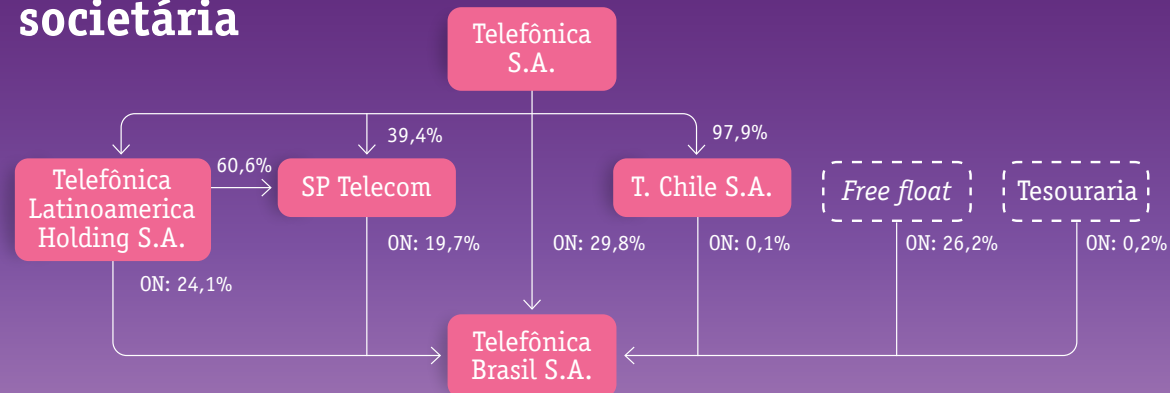 societária
Telefônica
S.A.
39,4%
97,9%
60,6%
Telefônica
Latinoamerica
Holding S.A.
SP Telecom
T. Chile S.A.
Free float
Tesouraria
ON: 19,7%
ON: 29,8%
ON: 0,1%
ON: 26,2%
ON: 0,2%
ON: 24,1%
Telefônica
Brasil S.A.